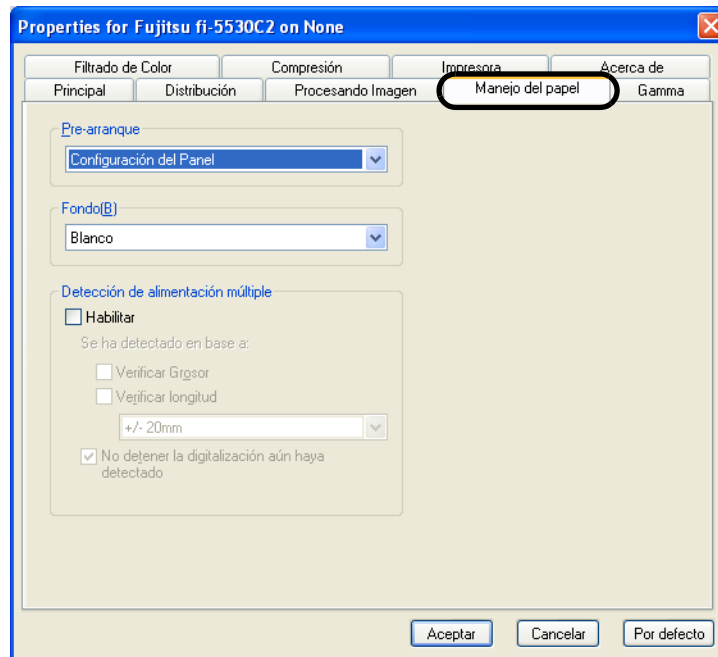 Properties for Fujitsu fi-5530C2 on None
Filtrado de Color Compresión Impresora Acerca de
Principal Distribución Procesando Imagen Manejo del papel Gamma
Pre-arranque
Configuración del Panel
Fondo(B)
Blanco
Detección de alimentación múltiple
Habilitar
Se ha detectado en base a:
Verificar Grosor
Verificar longitud
+/- 20mm
No detener la digitalización aún haya
detectado
Aceptar Cancelar Por defecto